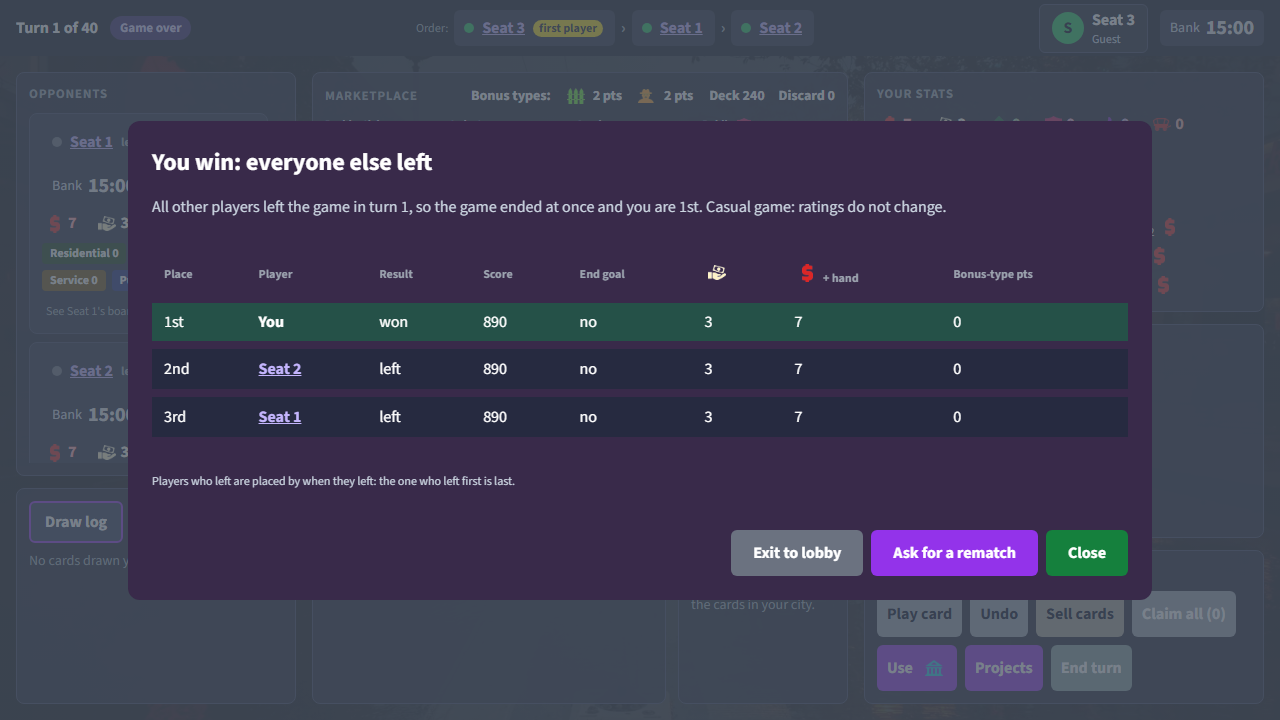 Turn 1 of 40 Game over Order: Seat 3 first player › Seat 1 › Seat 2 S Seat 3 Guest Bank 15:00
OPPONENTS
MARKETPLACE Bonus types: 2 pts 2 pts Deck 240 Discard 0
YOUR STATS
0
Seat 1
Bank 15:00
7 3
Residential 0
Service 0
See Seat 1's
Seat 2
Bank 15:00
7 3
You win: everyone else left
All other players left the game in turn 1, so the game ended at once and you are 1st. Casual game: ratings do not change.
Place Player Result Score End goal $ + hand Bonus-type pts
1st You won 890 no 3 7 0
2nd Seat 2 left 890 no 3 7 0
3rd Seat 1 left 890 no 3 7 0
Players who left are placed by when they left: the one who left first is last.
Exit to lobby Ask for a rematch Close
Draw log
No cards drawn
the cards in your city.
Play card Undo Sell cards Claim all (0)
Use Projects End turn